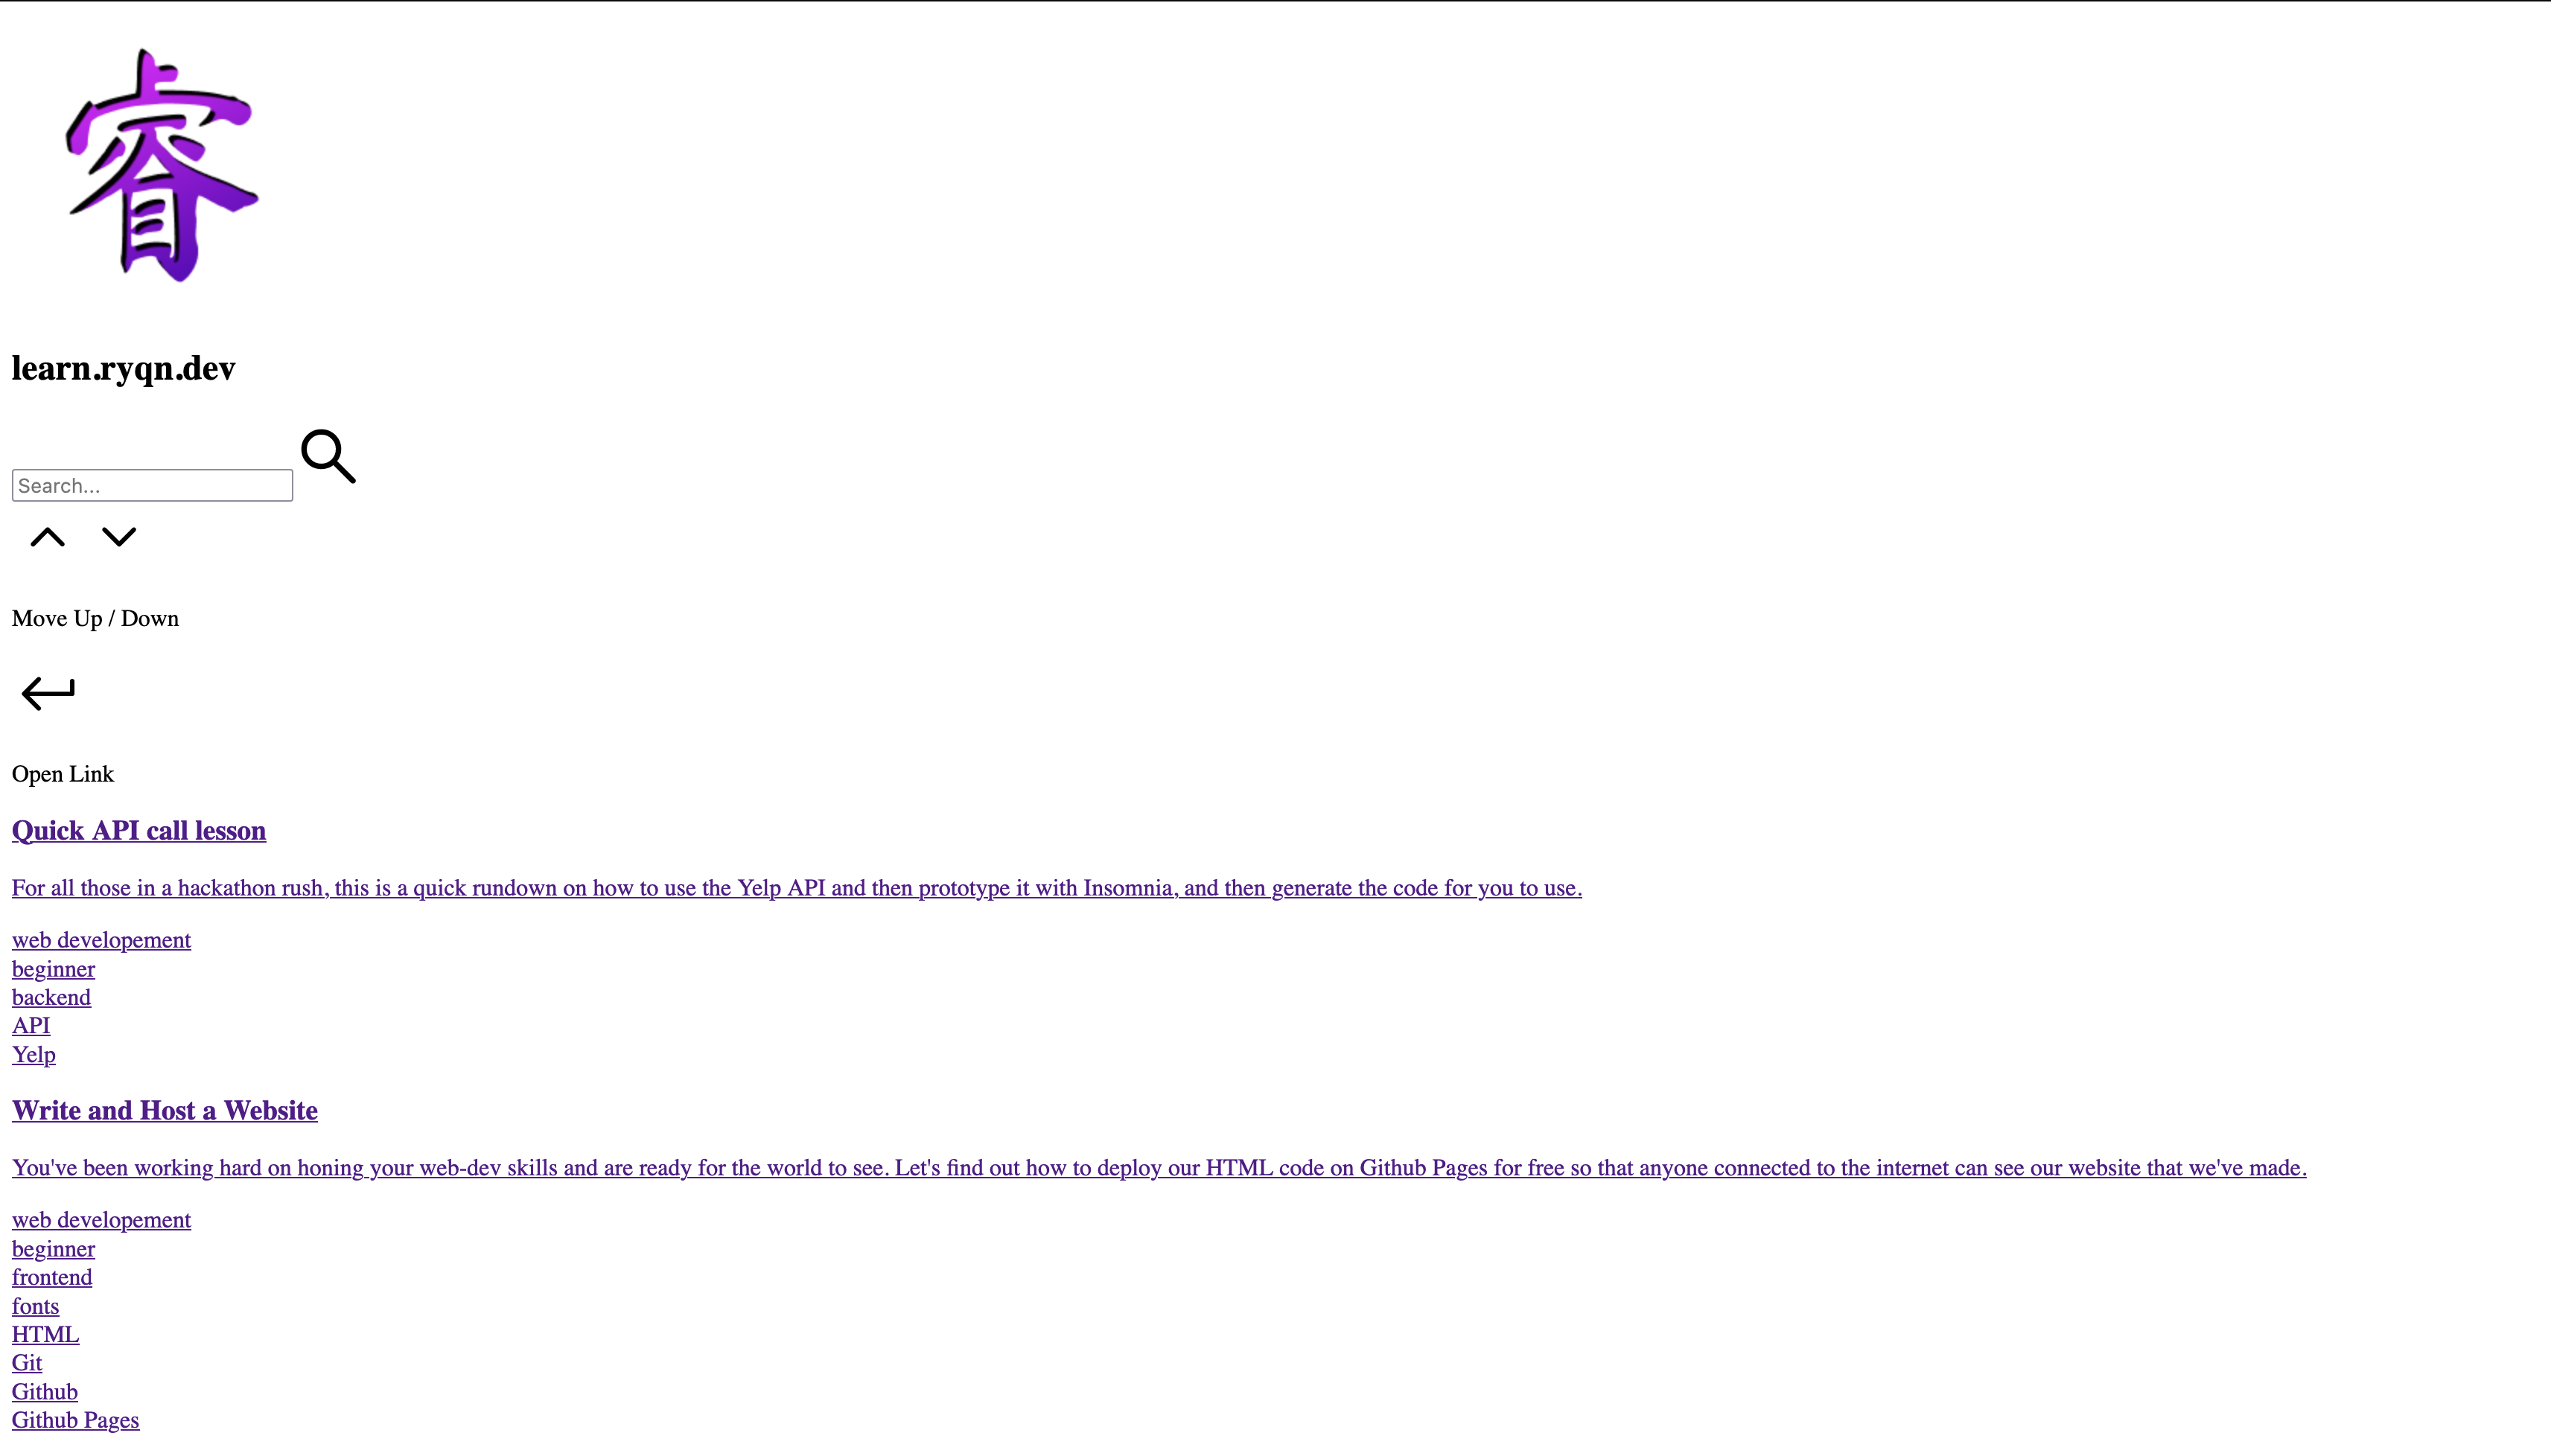 睿
learn.ryqn.dev
Search...
Move Up / Down
Open Link
Quick API call lesson
For all those in a hackathon rush, this is a quick rundown on how to use the Yelp API and then prototype it with Insomnia, and then generate the code for you to use.
web developement
beginner
backend
API
Yelp
Write and Host a Website
You've been working hard on honing your web-dev skills and are ready for the world to see. Let's find out how to deploy our HTML code on Github Pages for free so that anyone connected to the internet can see our website that we've made.
web developement
beginner
frontend
fonts
HTML
Git
Github
Github Pages